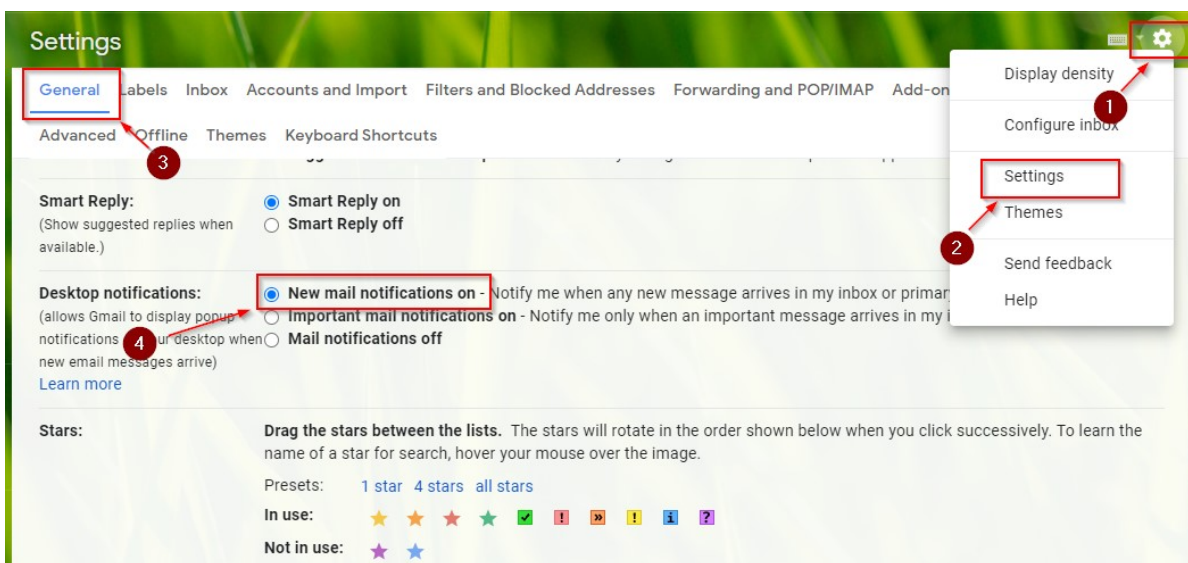 Settings
General Labels Inbox Accounts and Import Filters and Blocked Addresses Forwarding and POP/IMAP Add-on
Advanced Offline Themes Keyboard Shortcuts
Display density
1
Configure inbox
Settings
2
Themes
Send feedback
Help
3
Smart Reply:
(Show suggested replies when
available.)
Smart Reply on
Smart Reply off
Desktop notifications:
(allows Gmail to display popup
notifications desktop when
new email messages arrive)
Learn more
4
New mail notifications on - Notify me when any new message arrives in my inbox or primar
Important mail notifications on - Notify me only when an important message arrives in my i
Mail notifications off
Stars:
Drag the stars between the lists. The stars will rotate in the order shown below when you click successively. To learn the
name of a star for search, hover your mouse over the image.
Presets: 1 star 4 stars all stars
In use: ! » ! i ?
Not in use: